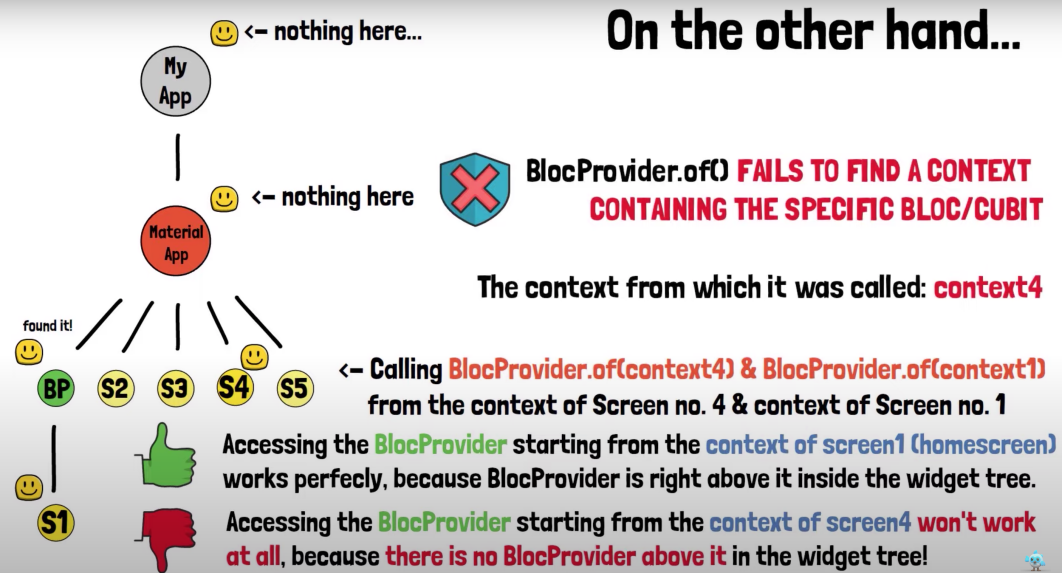 On the other hand...
<- nothing here...
My
App
<- nothing here
Material
App
BlocProvider.of() FAILS TO FIND A CONTEXT
CONTAINING THE SPECIFIC BLOC/CUBIT
The context from which it was called: context4
found it!
BP
S2
S3
S4
S5
<- Calling BlocProvider.of(context4) & BlocProvider.of(context1)
from the context of Screen no. 4 & context of Screen no. 1
Accessing the BlocProvider starting from the context of screen1 (homescreen)
works perfecly, because BlocProvider is right above it inside the widget tree.
S1
Accessing the BlocProvider starting from the context of screen4 won't work
at all, because there is no BlocProvider above it in the widget tree!